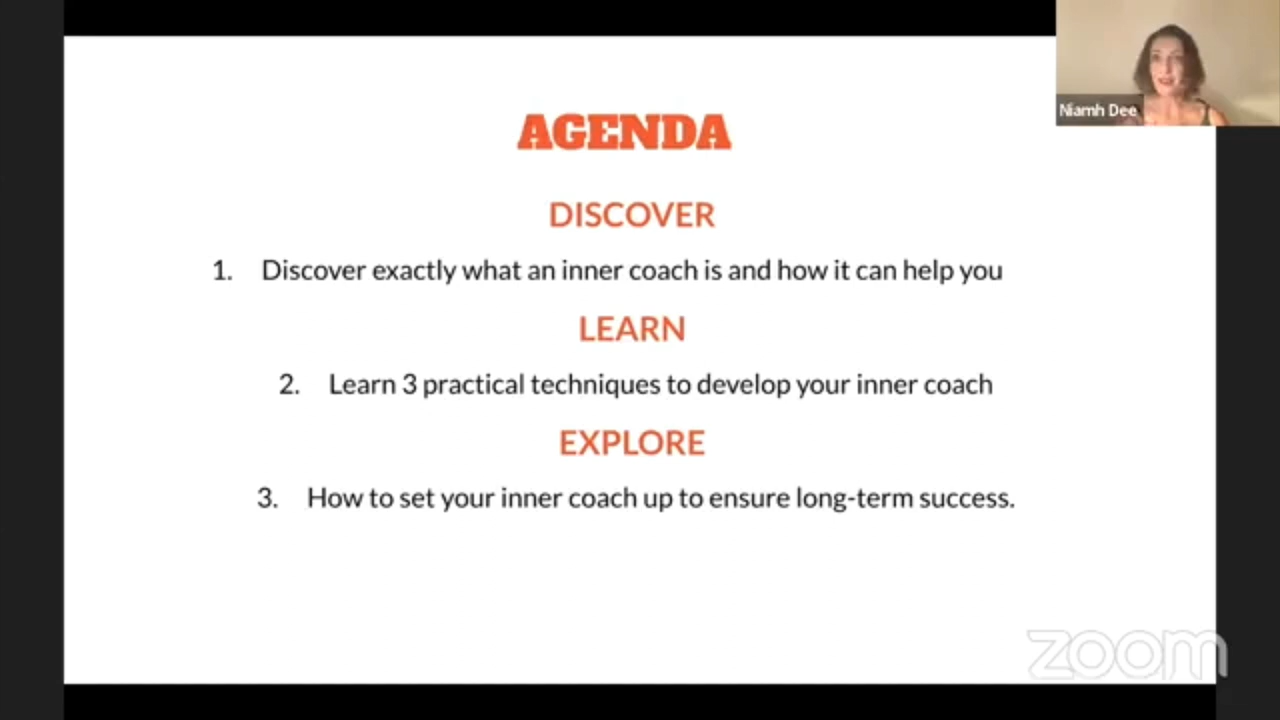 AGENDA
DISCOVER
1. Discover exactly what an inner coach is and how it can help you
LEARN
2. Learn 3 practical techniques to develop your inner coach
EXPLORE
3. How to set your inner coach up to ensure long-term success.
Niamh Dee
zoom